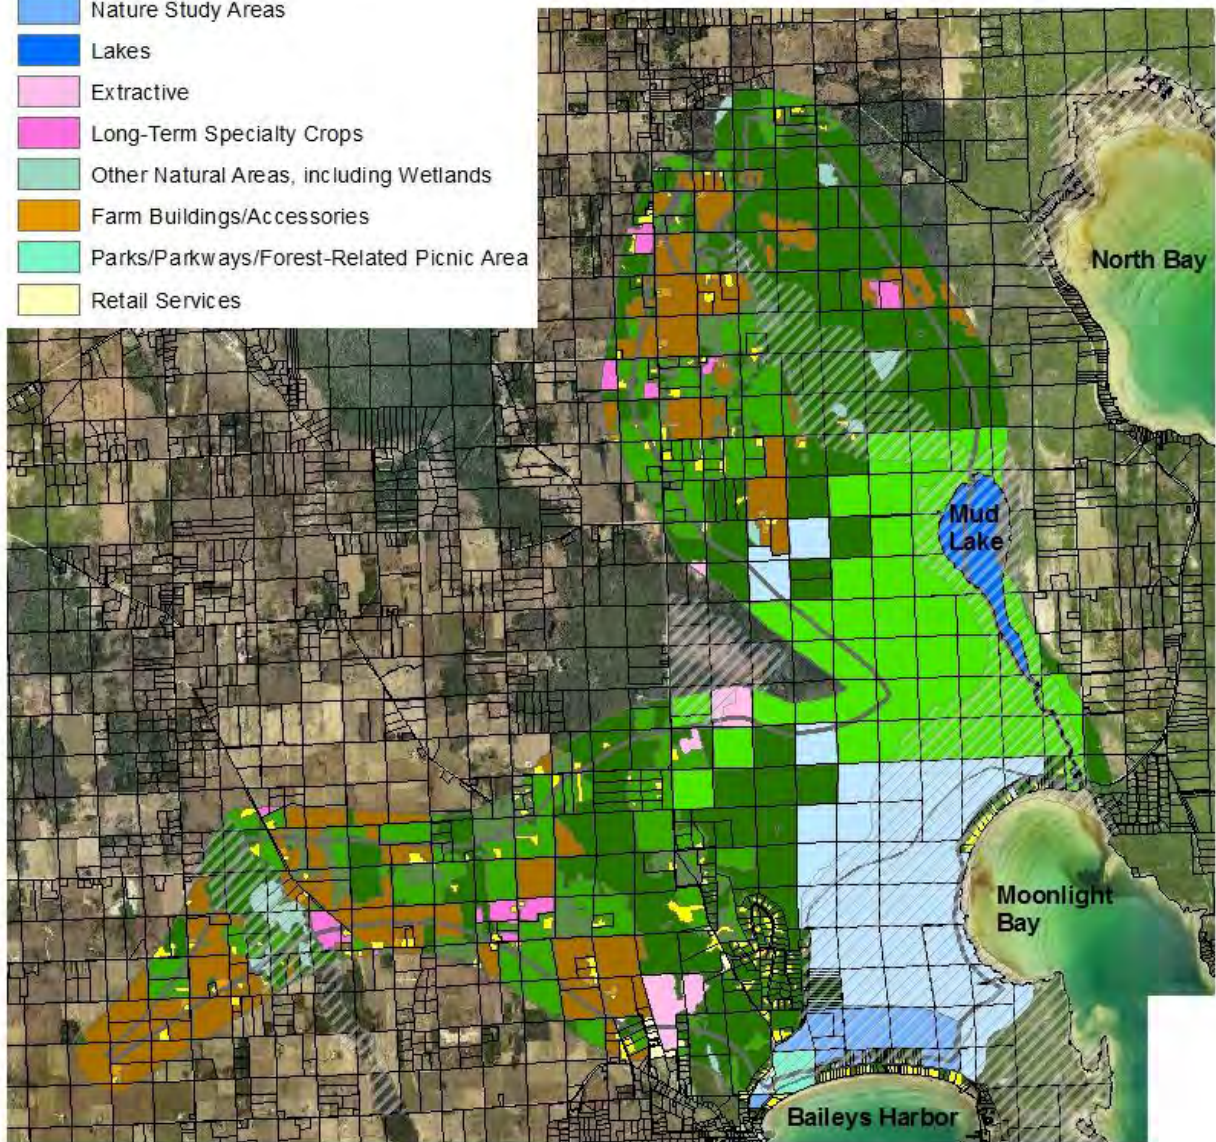 Nature Study Areas
Lakes
Extractive
Long-Term Specialty Crops
Other Natural Areas, including Wetlands
Farm Buildings/Accessories
Parks/Parkways/Forest-Related Picnic Area
Retail Services
North Bay
Mud
Lake
Moonlight
Bay
Baileys Harbor